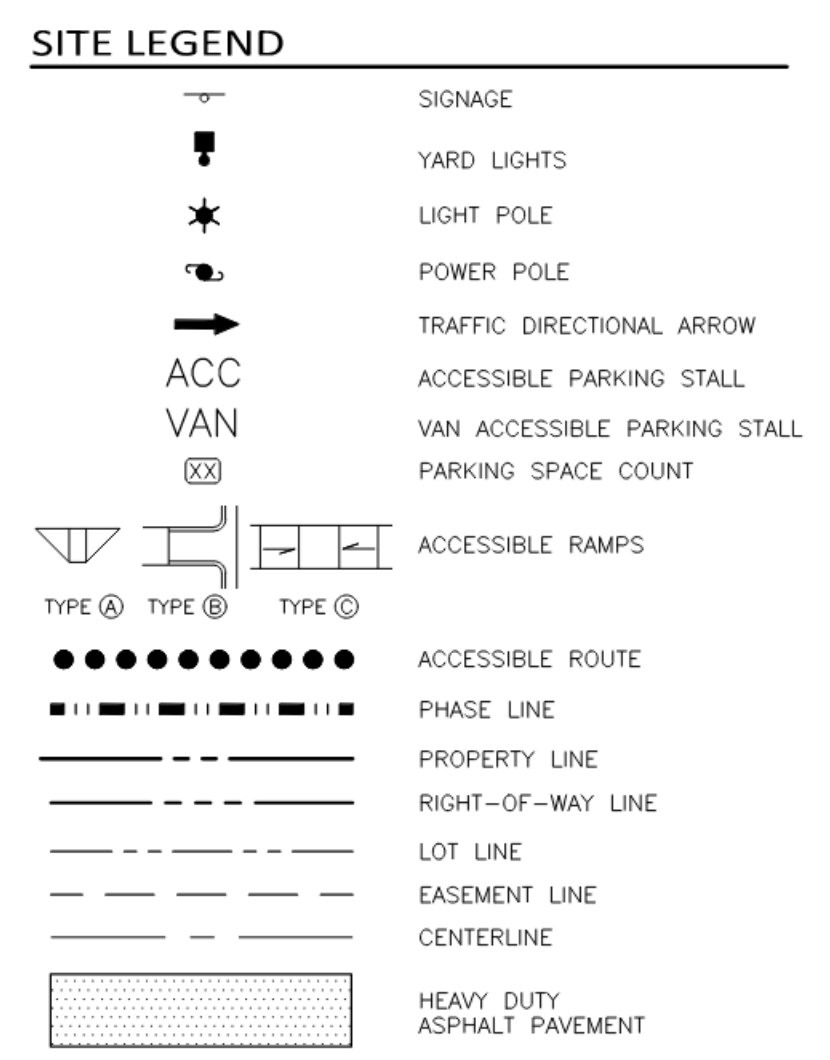 SITE LEGEND
SIGNAGE
YARD LIGHTS
LIGHT POLE
POWER POLE
TRAFFIC DIRECTIONAL ARROW
ACC ACCESSIBLE PARKING STALL
VAN VAN ACCESSIBLE PARKING STALL
XX PARKING SPACE COUNT
ACCESSIBLE RAMPS
TYPE A TYPE B TYPE C
ACCESSIBLE ROUTE
PHASE LINE
PROPERTY LINE
RIGHT-OF-WAY LINE
LOT LINE
EASEMENT LINE
CENTERLINE
HEAVY DUTY
ASPHALT PAVEMENT